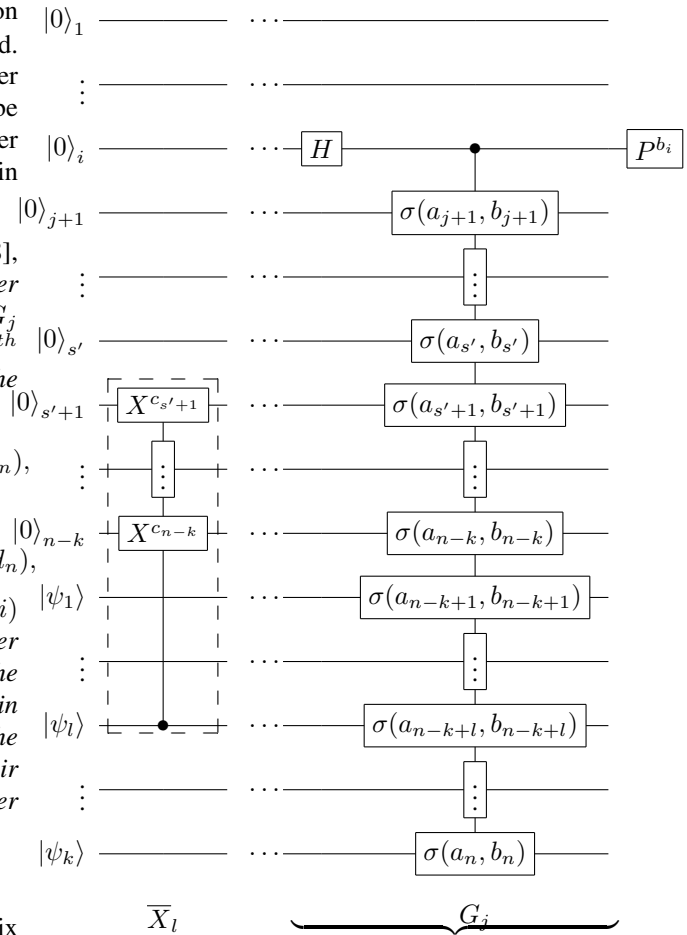 on
d.
er
be
er
in
],
er
G_j
th
ne
n),
n),
i)
er
ne
in
ne
ir
er
ix
|0⟩_1 ···
⋮ ···
|0⟩_i ··· H P^{b_i}
|0⟩_{j+1} ··· σ(a_{j+1}, b_{j+1})
⋮ ··· ⋮
|0⟩_{s'} ··· σ(a_{s'}, b_{s'})
|0⟩_{s'+1} X^{c_{s'+1}} ··· σ(a_{s'+1}, b_{s'+1})
⋮ ⋮ ··· ⋮
|0⟩_{n−k} X^{c_{n−k}} ··· σ(a_{n−k}, b_{n−k})
|ψ_1⟩ ··· σ(a_{n−k+1}, b_{n−k+1})
⋮ ··· ⋮
|ψ_l⟩ ··· σ(a_{n−k+l}, b_{n−k+l})
⋮ ··· ⋮
|ψ_k⟩ ··· σ(a_n, b_n)
X̅_l G_j